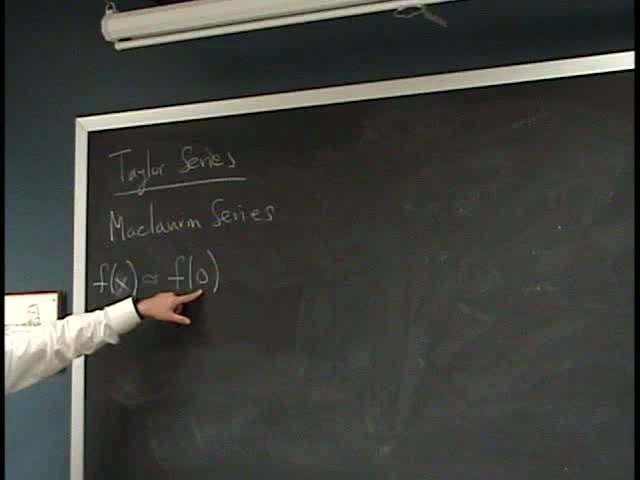 Taylor Series
Maclaurin Series
f(x) ≈ f(0)